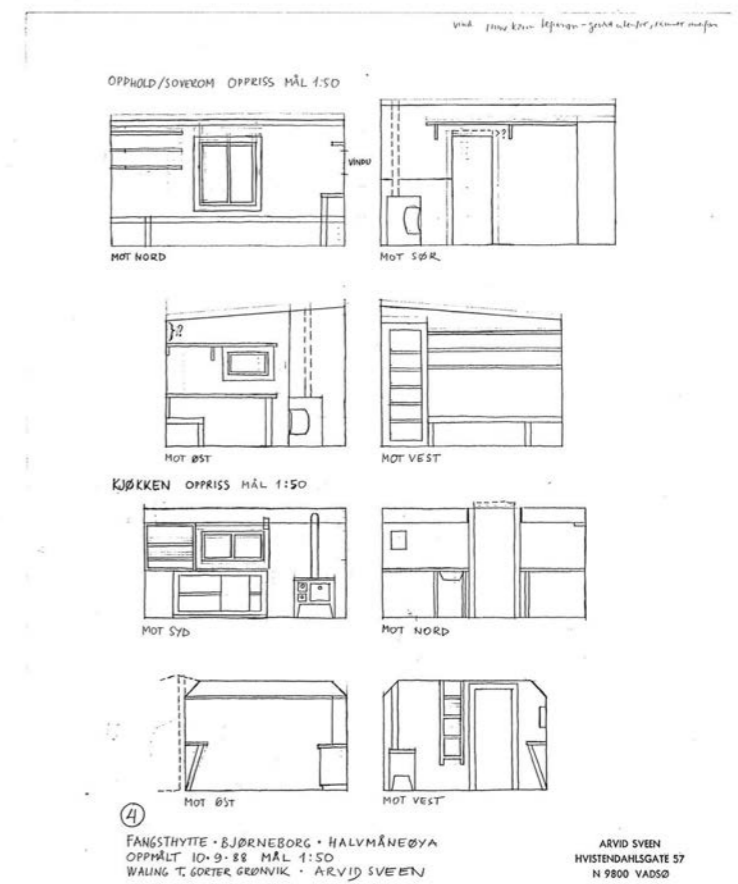 OPPHOLD/SOVEROM OPPRISS MÅL 1:50
?
VINDU
MOT NORD
MOT SØR
?
MOT ØST
MOT VEST
KJØKKEN OPPRISS MÅL 1:50
MOT SYD
MOT NORD
MOT ØST
MOT VEST
4
FANGSTHYTTE · BJØRNEBORG · HALVMÅNEØYA
OPPMÅLT 10·9·88 MÅL 1:50
WALING T. GORTER GRØNVIK · ARVID SVEEN
ARVID SVEEN
HVISTENDAHLSGATE 57
N 9800 VADSØ